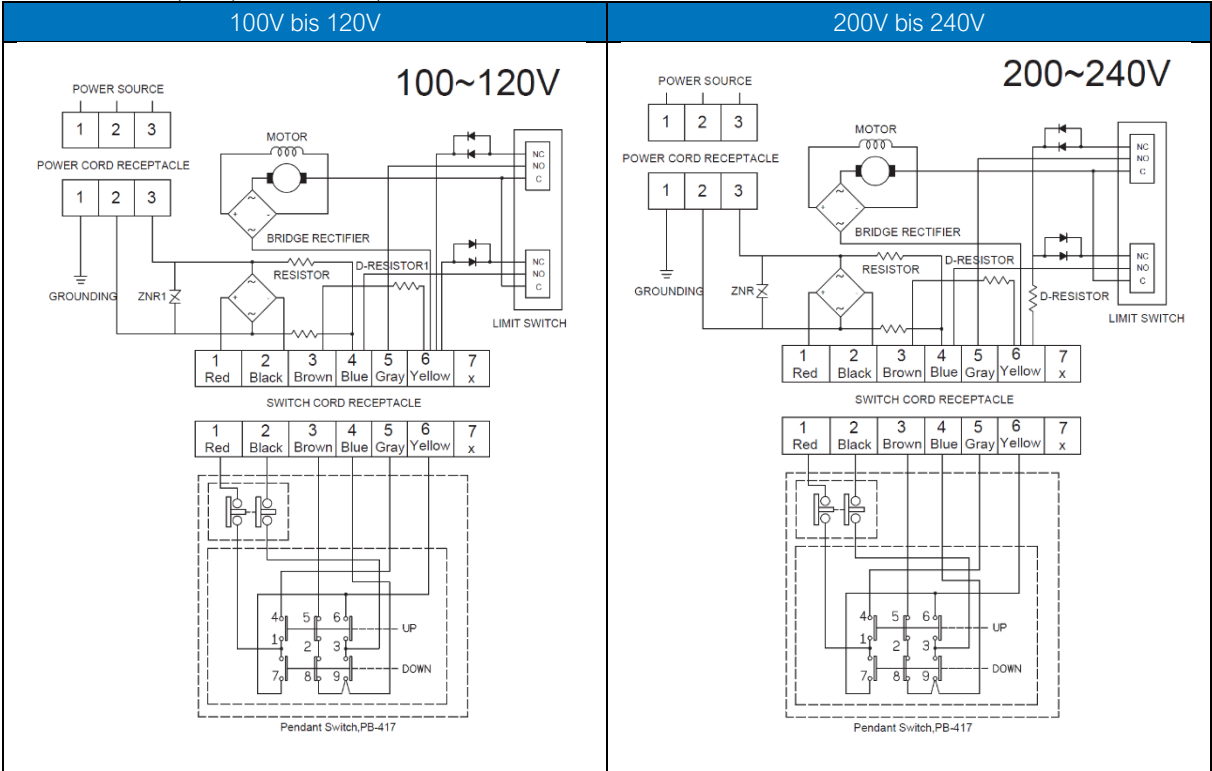 100V bis 120V
200V bis 240V
100~120V
POWER SOURCE
1 2 3
MOTOR
POWER CORD RECEPTACLE
NC
NO
C
1 2 3
+ ~ - ~
BRIDGE RECTIFIER
NC
NO
C
RESISTOR
D-RESISTOR1
GROUNDING
ZNR1
~ + - ~
LIMIT SWITCH
1 2 3 4 5 6 7
Red Black Brown Blue Gray Yellow x
SWITCH CORD RECEPTACLE
1 2 3 4 5 6 7
Red Black Brown Blue Gray Yellow x
4 5 6
UP
1 2 3
DOWN
7 8 9
Pendant Switch,PB-417
200~240V
POWER SOURCE
1 2 3
MOTOR
POWER CORD RECEPTACLE
NC
NO
C
1 2 3
+ ~ - ~
BRIDGE RECTIFIER
NC
NO
C
RESISTOR
D-RESISTOR
GROUNDING
ZNR
~ + - ~
D-RESISTOR
LIMIT SWITCH
1 2 3 4 5 6 7
Red Black Brown Blue Gray Yellow x
SWITCH CORD RECEPTACLE
1 2 3 4 5 6 7
Red Black Brown Blue Gray Yellow x
4 5 6
UP
1 2 3
DOWN
7 8 9
Pendant Switch,PB-417